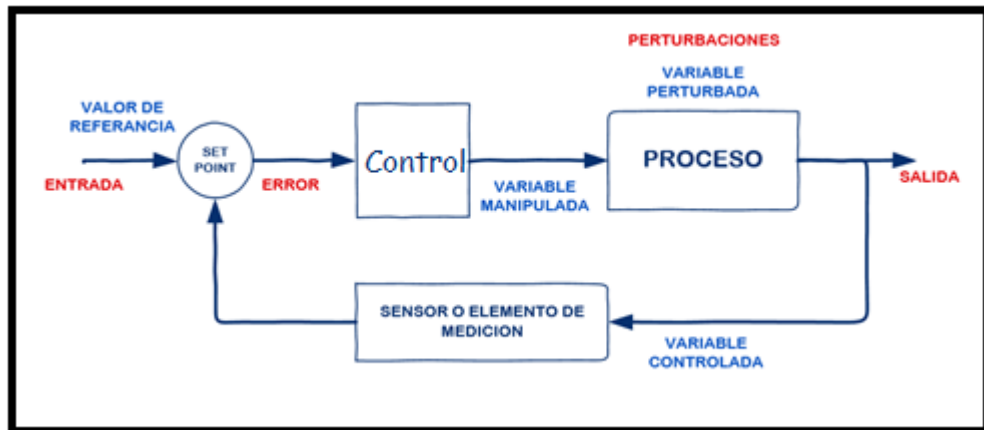 PERTURBACIONES
VARIABLE
PERTURBADA
VALOR DE
REFERANCIA
SET
POINT
Control
PROCESO
ENTRADA
ERROR
VARIABLE
MANIPULADA
SALIDA
SENSOR O ELEMENTO DE
MEDICION
VARIABLE
CONTROLADA